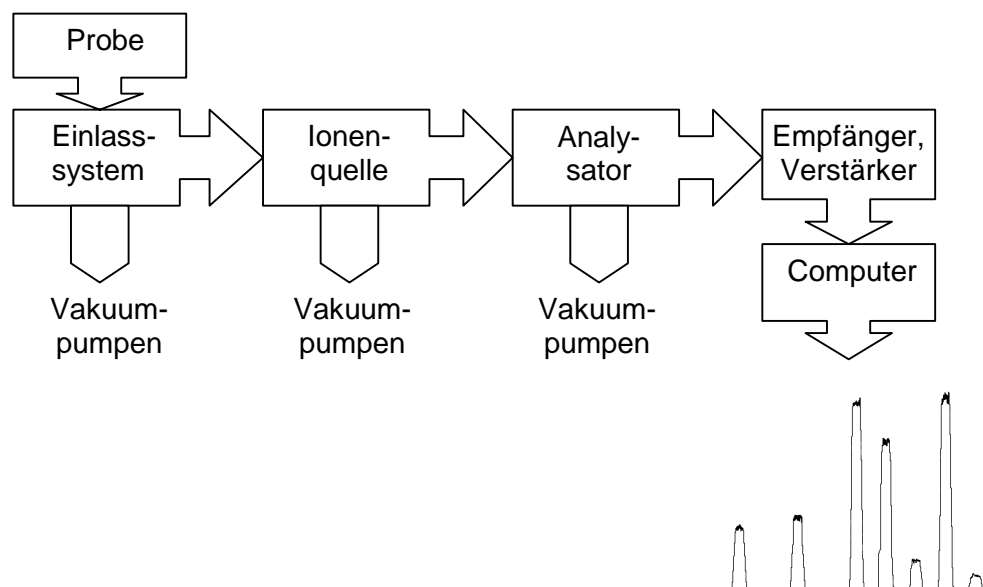 Probe
Einlass-
system
Ionen-
quelle
Analy-
sator
Empfänger,
Verstärker
Computer
Vakuum-
pumpen
Vakuum-
pumpen
Vakuum-
pumpen